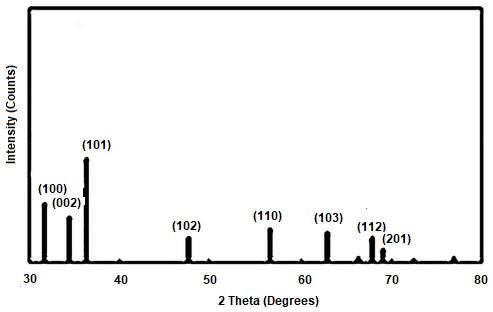 Intensity (Counts)
(101)
(100)
(002)
(102)
(110)
(103)
(112)
(201)
30 40 50 60 70 80
2 Theta (Degrees)